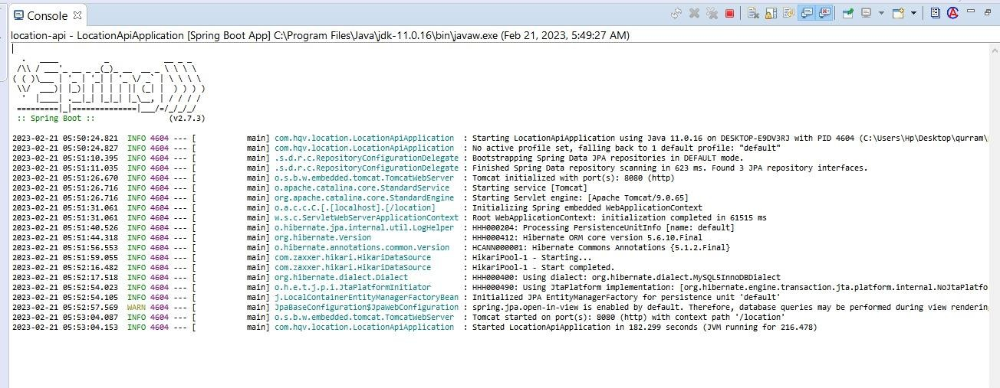 Console
location-api - LocationApiApplication [Spring Boot App] C:\Program Files\Java\jdk-11.0.16\bin\javaw.exe (Feb 21, 2023, 5:49:27 AM)
Spring
:: Spring Boot :: (v2.7.3)
2023-02-21 05:50:24.821 INFO 4604 --- [ main] com.hqv.location.LocationApiApplication : Starting LocationApiApplication using Java 11.0.16 on DESKTOP-E9DV3RJ with PID 4604 (C:\Users\Hp\Desktop\qurram\
2023-02-21 05:50:24.827 INFO 4604 --- [ main] com.hqv.location.LocationApiApplication : No active profile set, falling back to 1 default profile: "default"
2023-02-21 05:51:10.395 INFO 4604 --- [ main] .s.d.r.c.RepositoryConfigurationDelegate : Bootstrapping Spring Data JPA repositories in DEFAULT mode.
2023-02-21 05:51:11.035 INFO 4604 --- [ main] .s.d.r.c.RepositoryConfigurationDelegate : Finished Spring Data repository scanning in 623 ms. Found 3 JPA repository interfaces.
2023-02-21 05:51:26.670 INFO 4604 --- [ main] o.s.b.w.embedded.tomcat.TomcatWebServer : Tomcat initialized with port(s): 8080 (http)
2023-02-21 05:51:26.716 INFO 4604 --- [ main] o.apache.catalina.core.StandardService : Starting service [Tomcat]
2023-02-21 05:51:26.716 INFO 4604 --- [ main] org.apache.catalina.core.StandardEngine : Starting Servlet engine: [Apache Tomcat/9.0.65]
2023-02-21 05:51:31.061 INFO 4604 --- [ main] o.a.c.c.C.[.[localhost].[/location] : Initializing Spring embedded WebApplicationContext
2023-02-21 05:51:31.061 INFO 4604 --- [ main] w.s.c.ServletWebServerApplicationContext : Root WebApplicationContext: initialization completed in 61515 ms
2023-02-21 05:51:40.526 INFO 4604 --- [ main] o.hibernate.jpa.internal.util.LogHelper : HHH000204: Processing PersistenceUnitInfo [name: default]
2023-02-21 05:51:44.318 INFO 4604 --- [ main] org.hibernate.Version : HHH000412: Hibernate ORM core version 5.6.10.Final
2023-02-21 05:51:56.553 INFO 4604 --- [ main] o.hibernate.annotations.common.Version : HCANN000001: Hibernate Commons Annotations {5.1.2.Final}
2023-02-21 05:51:59.055 INFO 4604 --- [ main] com.zaxxer.hikari.HikariDataSource : HikariPool-1 - Starting...
2023-02-21 05:52:16.482 INFO 4604 --- [ main] com.zaxxer.hikari.HikariDataSource : HikariPool-1 - Start completed.
2023-02-21 05:52:17.518 INFO 4604 --- [ main] org.hibernate.dialect.Dialect : HHH000400: Using dialect: org.hibernate.dialect.MySQL5InnoDBDialect
2023-02-21 05:52:54.023 INFO 4604 --- [ main] o.h.e.t.j.p.i.JtaPlatformInitiator : HHH000490: Using JtaPlatform implementation: [org.hibernate.engine.transaction.jta.platform.internal.NoJtaPlatfo
2023-02-21 05:52:54.105 INFO 4604 --- [ main] j.LocalContainerEntityManagerFactoryBean : Initialized JPA EntityManagerFactory for persistence unit 'default'
2023-02-21 05:52:57.569 WARN 4604 --- [ main] JpaBaseConfiguration$JpaWebConfiguration : spring.jpa.open-in-view is enabled by default. Therefore, database queries may be performed during view renderin
2023-02-21 05:53:04.087 INFO 4604 --- [ main] o.s.b.w.embedded.tomcat.TomcatWebServer : Tomcat started on port(s): 8080 (http) with context path '/location'
2023-02-21 05:53:04.153 INFO 4604 --- [ main] com.hqv.location.LocationApiApplication : Started LocationApiApplication in 182.299 seconds (JVM running for 216.478)